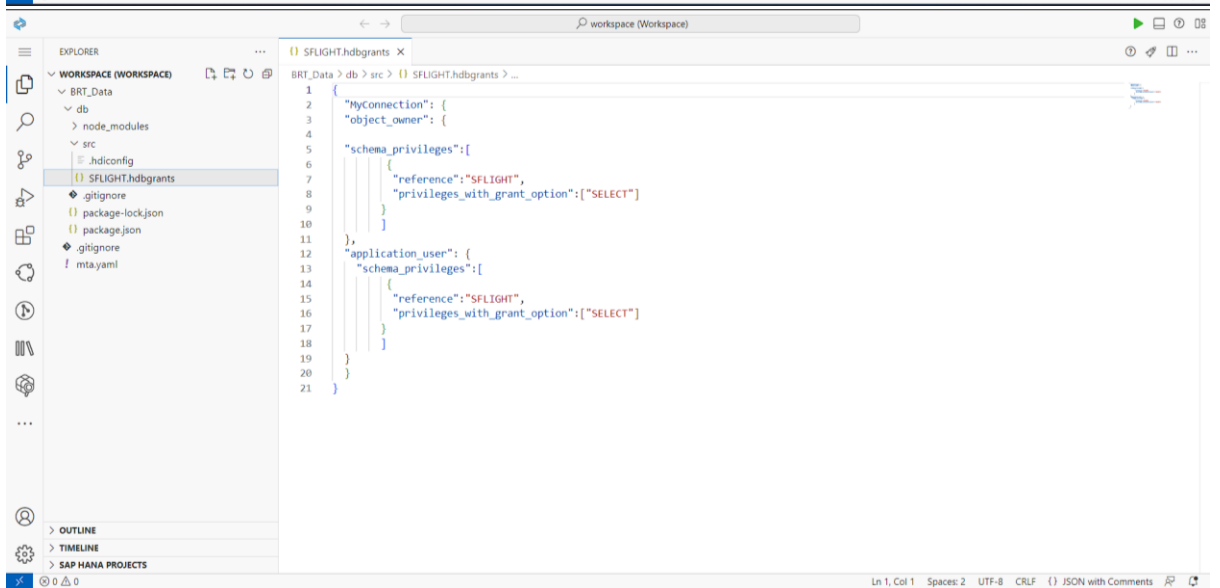 workspace (Workspace)
EXPLORER
SFLIGHT.hdbgrants
WORKSPACE (WORKSPACE)
BRT_Data
db
node_modules
src
.hdiconfig
SFLIGHT.hdbgrants
.gitignore
package-lock.json
package.json
.gitignore
mta.yaml
OUTLINE
TIMELINE
SAP HANA PROJECTS
BRT_Data > db > src > {} SFLIGHT.hdbgrants > ...
1 {
2 "MyConnection": {
3 "object_owner": {
4
5 "schema_privileges":[
6 {
7 "reference":"SFLIGHT",
8 "privileges_with_grant_option":["SELECT"]
9 }
10 ]
11 },
12 "application_user": {
13 "schema_privileges":[
14 {
15 "reference":"SFLIGHT",
16 "privileges_with_grant_option":["SELECT"]
17 }
18 ]
19 }
20 }
21 }
0 0 Ln 1, Col 1 Spaces: 2 UTF-8 CRLF {} JSON with Comments